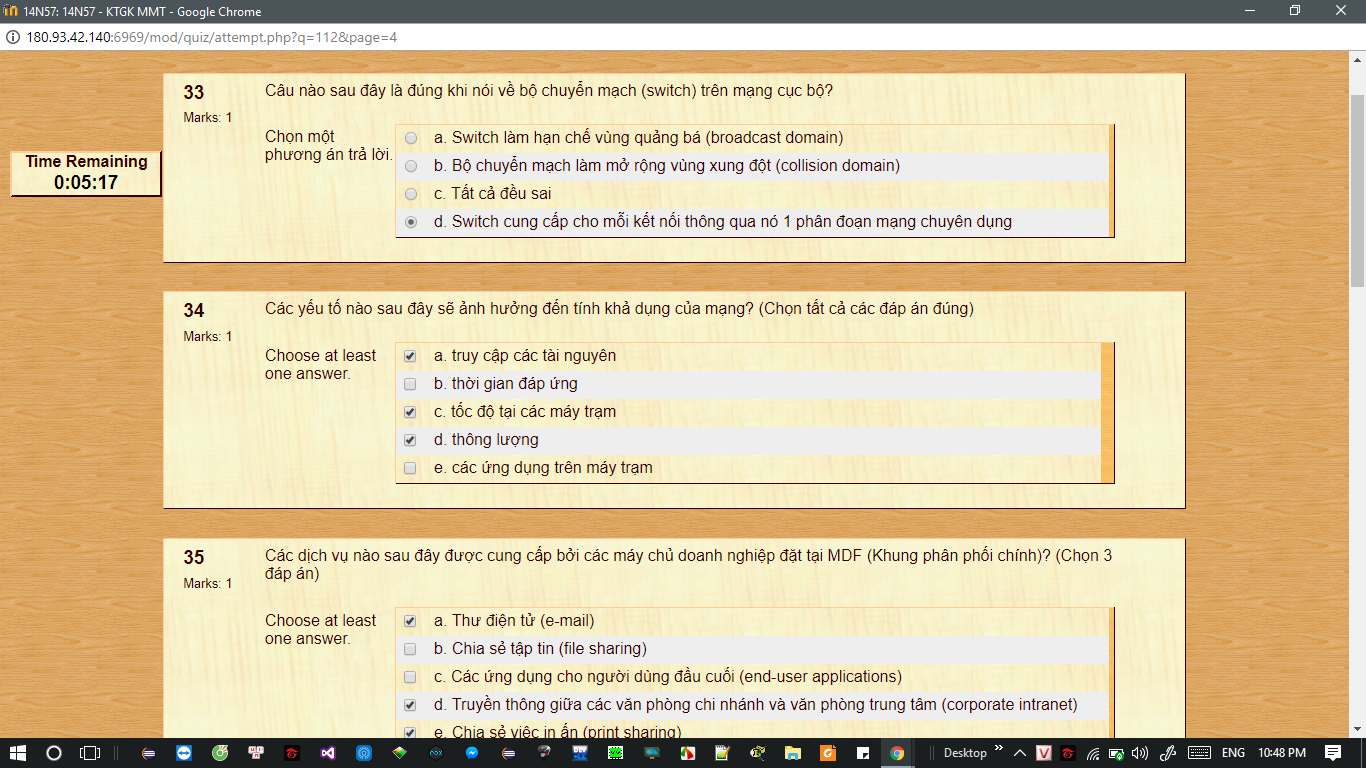 14N57: 14N57 - KTGK MMT - Google Chrome
180.93.42.140:6969/mod/quiz/attempt.php?q=112&page=4
Time Remaining
0:05:17
33
Marks: 1
Câu nào sau đây là đúng khi nói về bộ chuyển mạch (switch) trên mạng cục bộ?
Chọn một
phương án trả lời.
a. Switch làm hạn chế vùng quảng bá (broadcast domain)
b. Bộ chuyển mạch làm mở rộng vùng xung đột (collision domain)
c. Tất cả đều sai
d. Switch cung cấp cho mỗi kết nối thông qua nó 1 phân đoạn mạng chuyên dụng
34
Marks: 1
Các yếu tố nào sau đây sẽ ảnh hưởng đến tính khả dụng của mạng? (Chọn tất cả các đáp án đúng)
Choose at least
one answer.
a. truy cập các tài nguyên
b. thời gian đáp ứng
c. tốc độ tại các máy trạm
d. thông lượng
e. các ứng dụng trên máy trạm
35
Marks: 1
Các dịch vụ nào sau đây được cung cấp bởi các máy chủ doanh nghiệp đặt tại MDF (Khung phân phối chính)? (Chọn 3
đáp án)
Choose at least
one answer.
a. Thư điện tử (e-mail)
b. Chia sẻ tập tin (file sharing)
c. Các ứng dụng cho người dùng đầu cuối (end-user applications)
d. Truyền thông giữa các văn phòng chi nhánh và văn phòng trung tâm (corporate intranet)
e. Chia sẻ việc in ấn (print sharing)
Desktop
ENG
10:48 PM